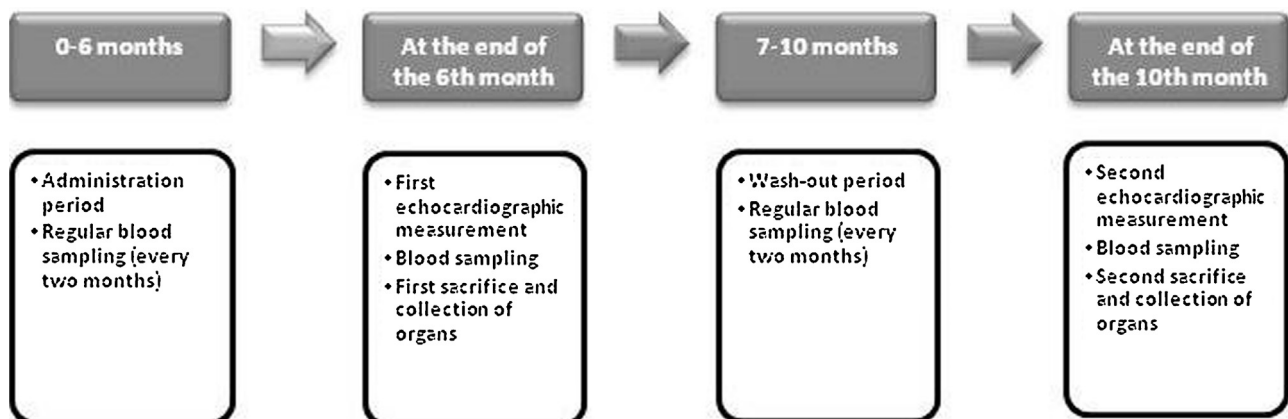 0-6 months
At the end of
the 6th month
7-10 months
At the end of
the 10th month
• Administration
period
• Regular blood
sampling (every
two months)
• First
echocardiographic
measurement
• Blood sampling
• First sacrifice and
collection of
organs
• Wash-out period
• Regular blood
sampling (every
two months)
• Second
echocardiographic
measurement
• Blood sampling
• Second sacrifice
and collection of
organs